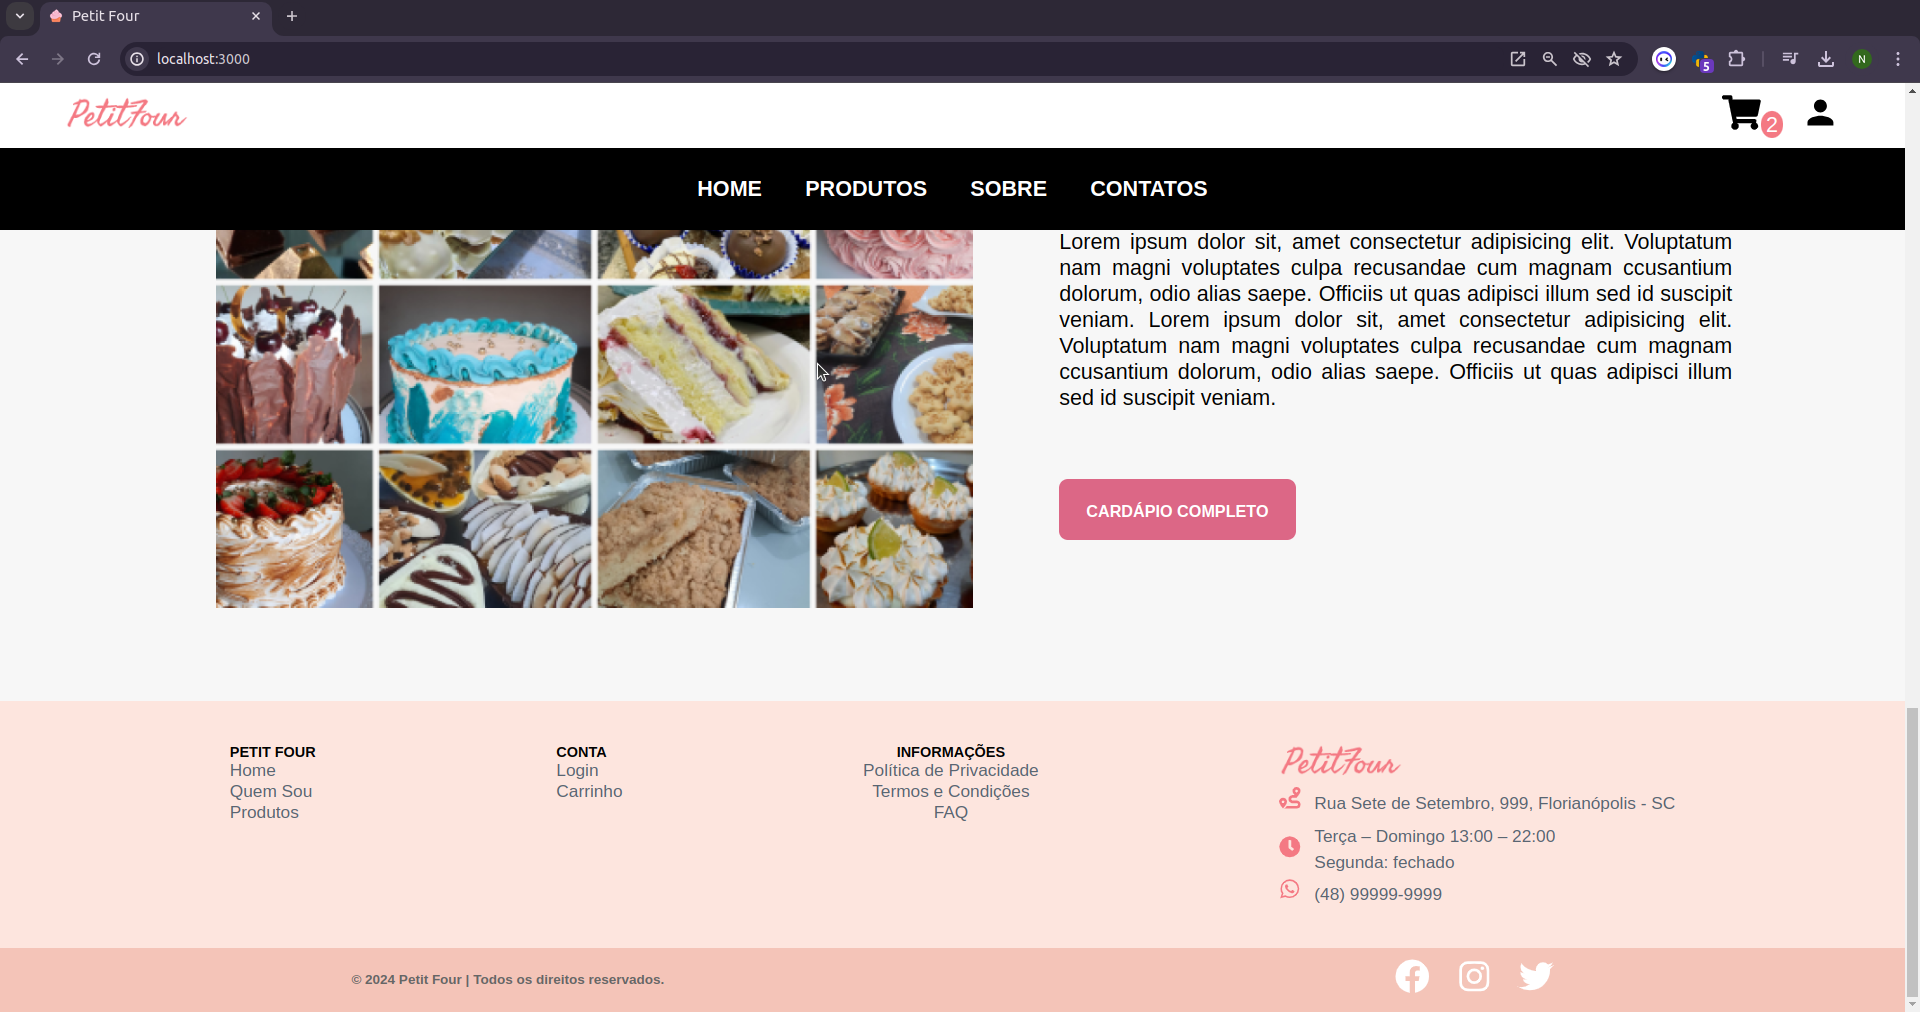 Petit Four
localhost:3000
5
N
PetitFour
2
HOME PRODUTOS SOBRE CONTATOS
Lorem ipsum dolor sit, amet consectetur adipisicing elit. Voluptatum
nam magni voluptates culpa recusandae cum magnam ccusantium
dolorum, odio alias saepe. Officiis ut quas adipisci illum sed id suscipit
veniam. Lorem ipsum dolor sit, amet consectetur adipisicing elit.
Voluptatum nam magni voluptates culpa recusandae cum magnam
ccusantium dolorum, odio alias saepe. Officiis ut quas adipisci illum
sed id suscipit veniam.
CARDÁPIO COMPLETO
PETIT FOUR
Home
Quem Sou
Produtos
CONTA
Login
Carrinho
INFORMAÇÕES
Política de Privacidade
Termos e Condições
FAQ
PetitFour
Rua Sete de Setembro, 999, Florianópolis - SC
Terça – Domingo 13:00 – 22:00
Segunda: fechado
(48) 99999-9999
© 2024 Petit Four | Todos os direitos reservados.